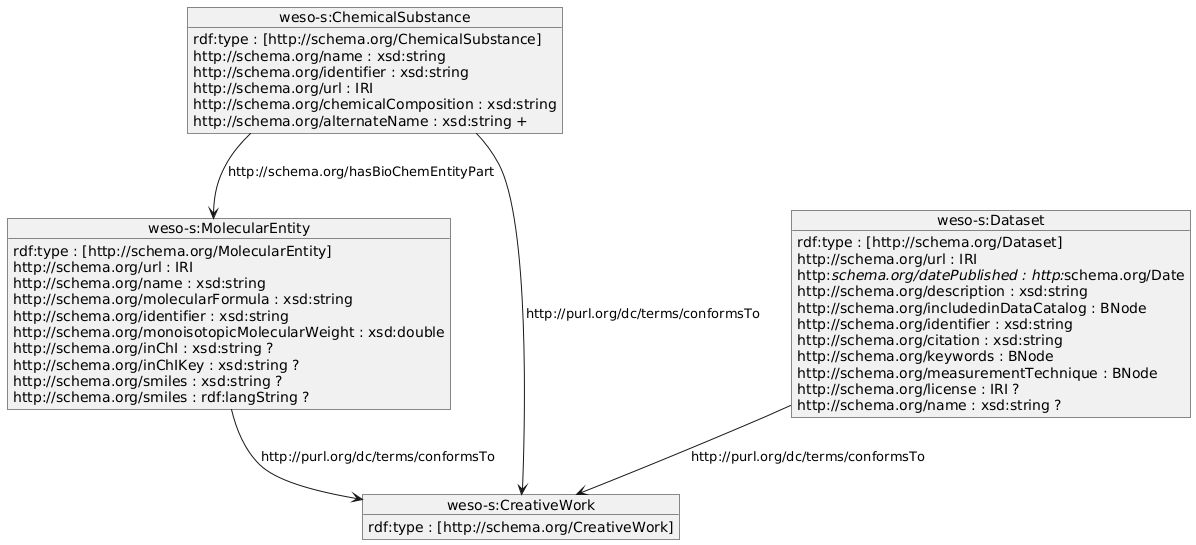 weso-s:ChemicalSubstance
rdf:type : [http://schema.org/ChemicalSubstance]
http://schema.org/name : xsd:string
http://schema.org/identifier : xsd:string
http://schema.org/url : IRI
http://schema.org/chemicalComposition : xsd:string
http://schema.org/alternateName : xsd:string +
http://schema.org/hasBioChemEntityPart
weso-s:MolecularEntity
rdf:type : [http://schema.org/MolecularEntity]
http://schema.org/url : IRI
http://schema.org/name : xsd:string
http://schema.org/molecularFormula : xsd:string
http://schema.org/identifier : xsd:string
http://schema.org/monoisotopicMolecularWeight : xsd:double
http://schema.org/inChI : xsd:string ?
http://schema.org/inChIKey : xsd:string ?
http://schema.org/smiles : xsd:string ?
http://schema.org/smiles : rdf:langString ?
http://purl.org/dc/terms/conformsTo
weso-s:Dataset
rdf:type : [http://schema.org/Dataset]
http://schema.org/url : IRI
http:schema.org/datePublished : http:schema.org/Date
http://schema.org/description : xsd:string
http://schema.org/includedinDataCatalog : BNode
http://schema.org/identifier : xsd:string
http://schema.org/citation : xsd:string
http://schema.org/keywords : BNode
http://schema.org/measurementTechnique : BNode
http://schema.org/license : IRI ?
http://schema.org/name : xsd:string ?
http://purl.org/dc/terms/conformsTo
http://purl.org/dc/terms/conformsTo
weso-s:CreativeWork
rdf:type : [http://schema.org/CreativeWork]